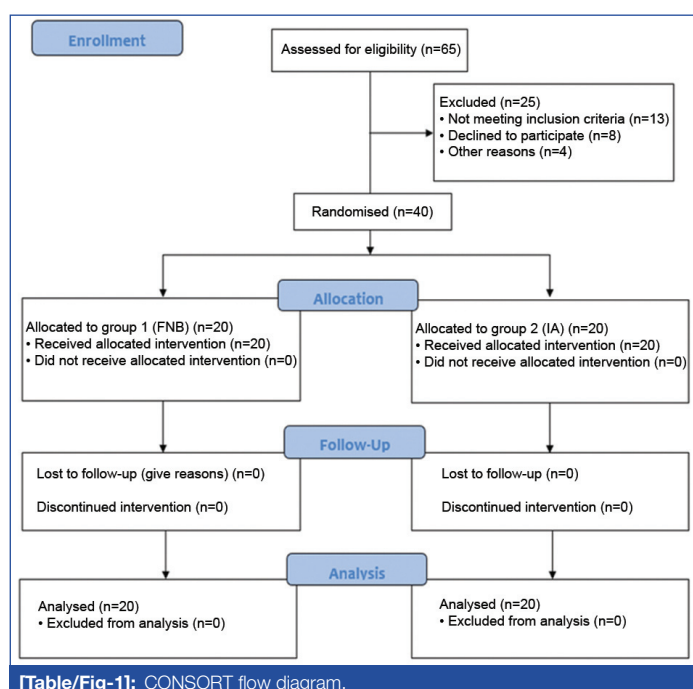 Enrollment
Assessed for eligibility (n=65)
Excluded (n=25)
• Not meeting inclusion criteria (n=13)
• Declined to participate (n=8)
• Other reasons (n=4)
Randomised (n=40)
Allocation
Allocated to group 1 (FNB) (n=20)
• Received allocated intervention (n=20)
• Did not receive allocated intervention (n=0)
Allocated to group 2 (IA) (n=20)
• Received allocated intervention (n=20)
• Did not receive allocated intervention (n=0)
Follow-Up
Lost to follow-up (give reasons) (n=0)
Discontinued intervention (n=0)
Lost to follow-up (n=0)
Discontinued intervention (n=0)
Analysis
Analysed (n=20)
• Excluded from analysis (n=0)
Analysed (n=20)
• Excluded from analysis (n=0)
[Table/Fig-1]: CONSORT flow diagram.